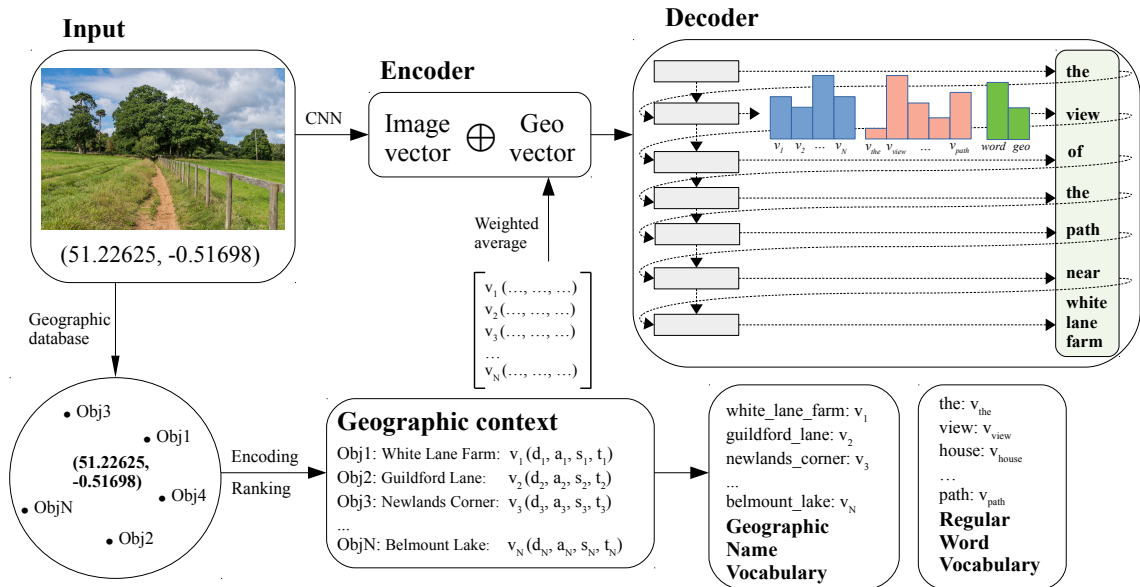 Input
(51.22625, -0.51698)
CNN
Encoder
Image vector ⊕ Geo vector
Weighted
average
v1 (…, …, …)
v2 (…, …, …)
v3 (…, …, …)
...
vN (…, …, …)
Decoder
v1 v2 ... vN
vthe vview ... vpath
word geo
the
view
of
the
path
near
white
lane
farm
Geographic
database
Obj3
Obj1
(51.22625,
-0.51698)
Obj4
ObjN
Obj2
Encoding
Ranking
Geographic context
Obj1: White Lane Farm: v1 (d1, a1, s1, t1)
Obj2: Guildford Lane: v2 (d2, a2, s2, t2)
Obj3: Newlands Corner: v3 (d3, a3, s3, t3)
...
ObjN: Belmount Lake: vN (dN, aN, sN, tN)
white_lane_farm: v1
guildford_lane: v2
newlands_corner: v3
...
belmount_lake: vN
Geographic
Name
Vocabulary
the: vthe
view: vview
house: vhouse
...
path: vpath
Regular
Word
Vocabulary